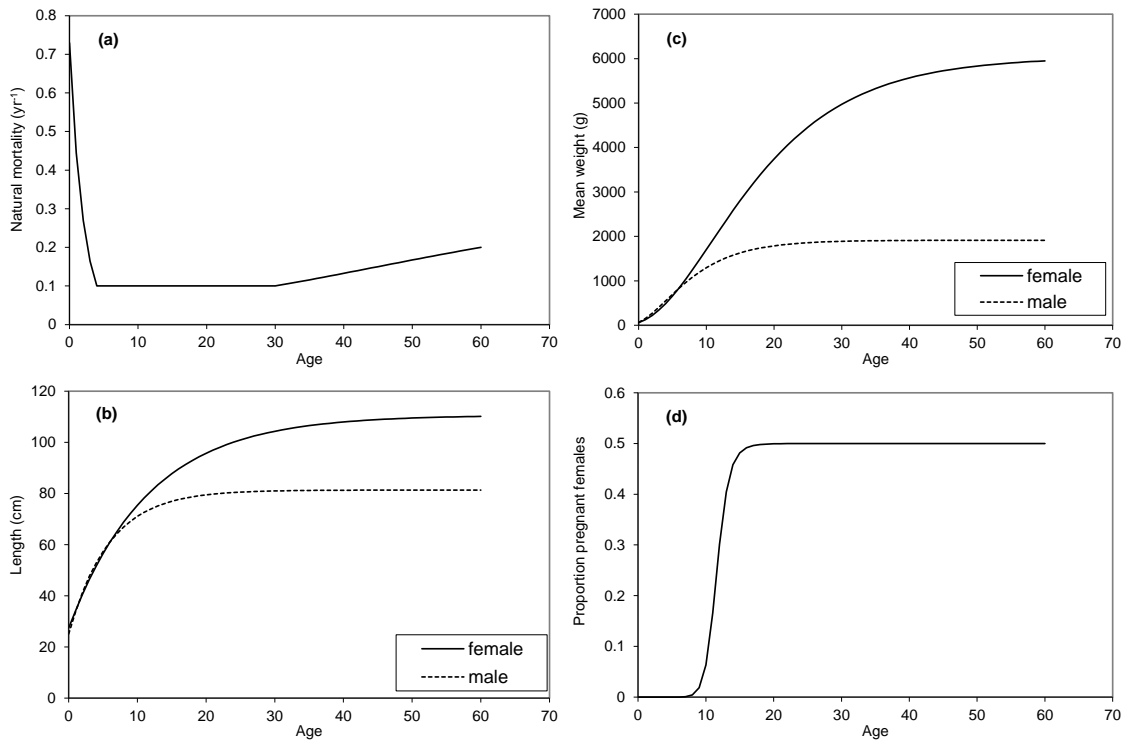 (a)
Natural mortality (yr-1)
0.8
0.7
0.6
0.5
0.4
0.3
0.2
0.1
0
0 10 20 30 40 50 60 70
Age
(c)
Mean weight (g)
7000
6000
5000
4000
3000
2000
1000
0
female
male
0 10 20 30 40 50 60 70
Age
(b)
Length (cm)
120
100
80
60
40
20
0
female
male
0 10 20 30 40 50 60 70
Age
(d)
Proportion pregnant females
0.6
0.5
0.4
0.3
0.2
0.1
0
0 10 20 30 40 50 60 70
Age